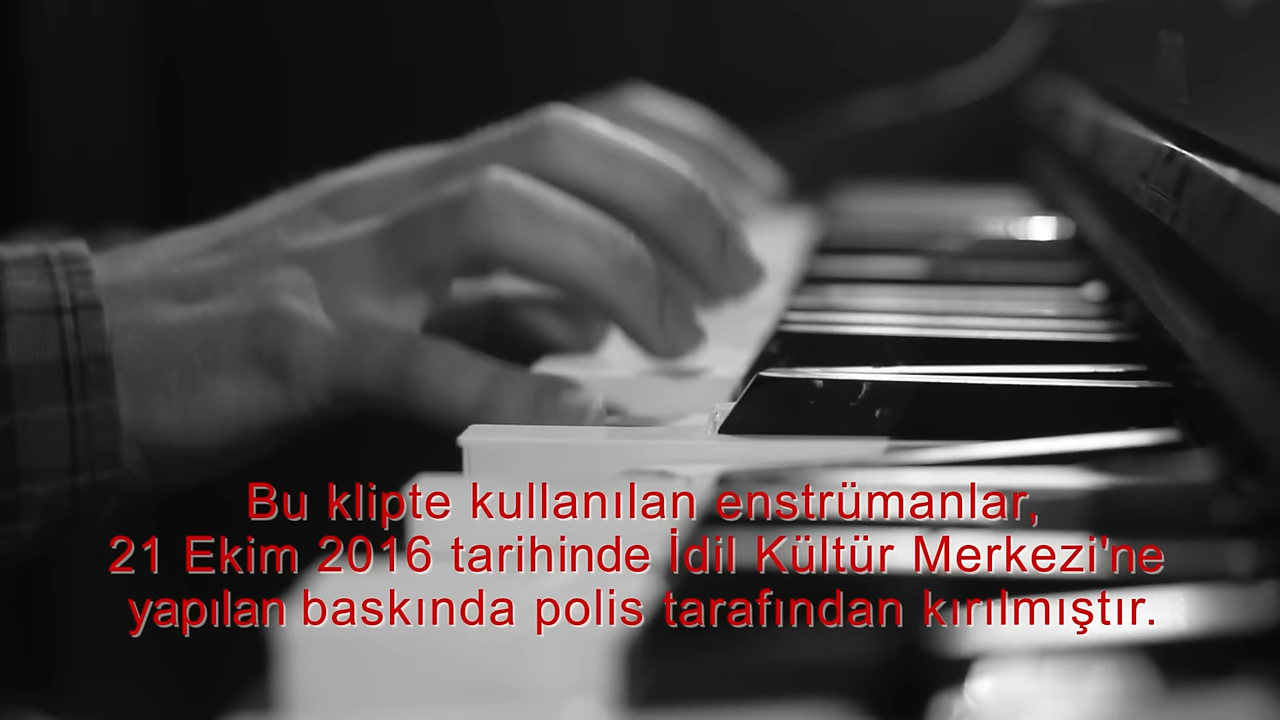 Bu klipte kullanılan enstrümanlar,
21 Ekim 2016 tarihinde İdil Kültür Merkezi'ne
yapılan baskında polis tarafından kırılmıştır.